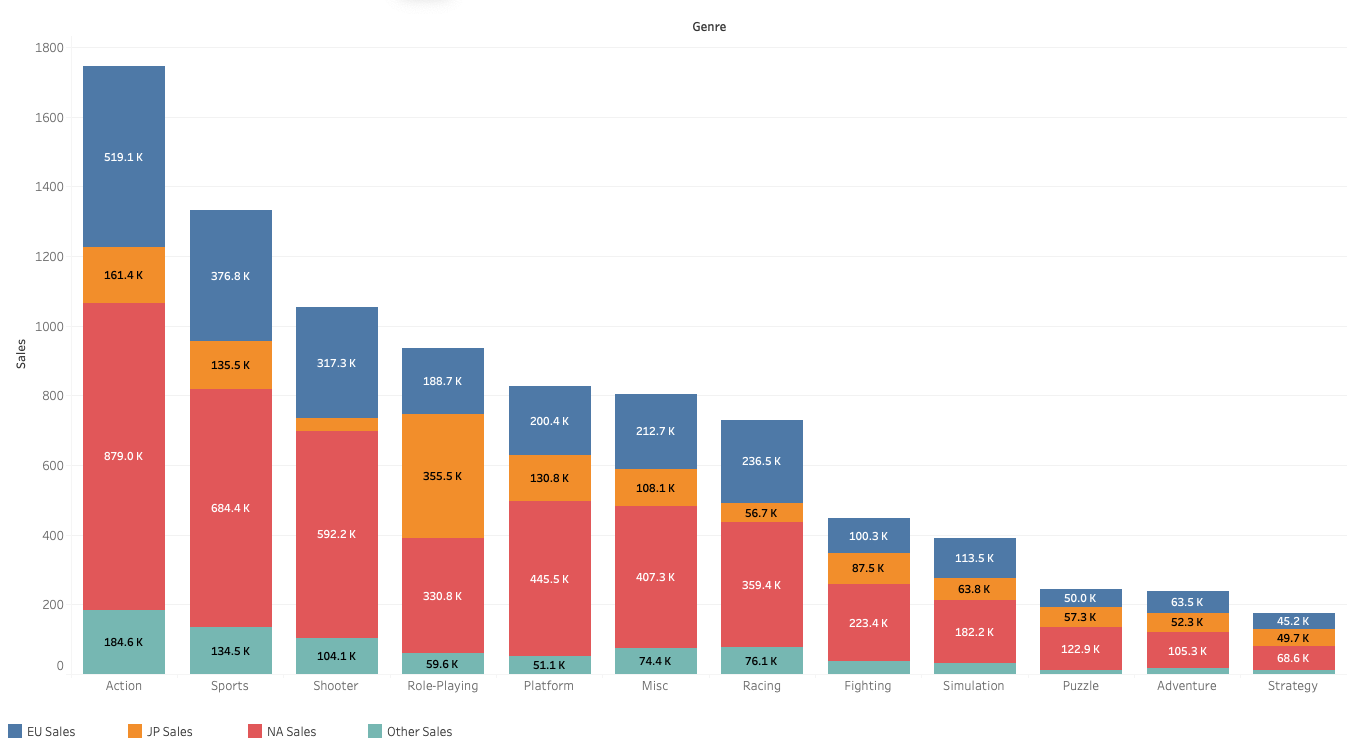 Genre
1800
1600
1400
1200
1000
800
600
400
200
0
Sales
519.1 K
161.4 K
879.0 K
184.6 K
376.8 K
135.5 K
684.4 K
134.5 K
317.3 K
592.2 K
104.1 K
188.7 K
355.5 K
330.8 K
59.6 K
200.4 K
130.8 K
445.5 K
51.1 K
212.7 K
108.1 K
407.3 K
74.4 K
236.5 K
56.7 K
359.4 K
76.1 K
100.3 K
87.5 K
223.4 K
113.5 K
63.8 K
182.2 K
50.0 K
57.3 K
122.9 K
63.5 K
52.3 K
105.3 K
45.2 K
49.7 K
68.6 K
Action Sports Shooter Role-Playing Platform Misc Racing Fighting Simulation Puzzle Adventure Strategy
EU Sales JP Sales NA Sales Other Sales